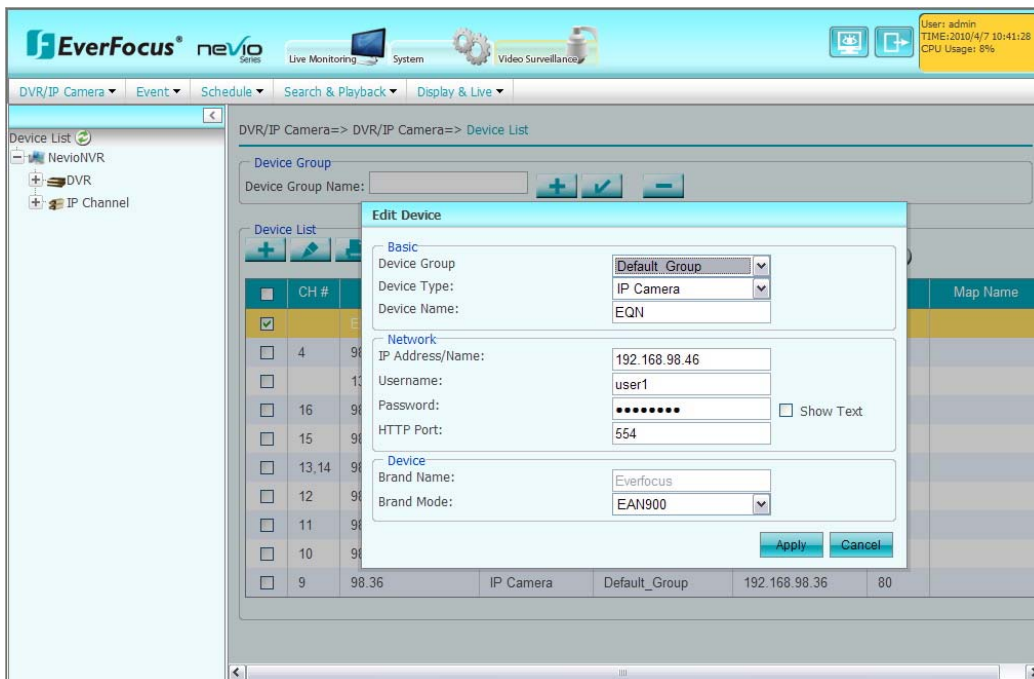 EverFocus® nevio Series
Live Monitoring System Video Surveillance
User: admin
TIME:2010/4/7 10:41:28
CPU Usage: 8%
DVR/IP Camera Event Schedule Search & Playback Display & Live
Device List
NevioNVR
DVR
IP Channel
DVR/IP Camera=> DVR/IP Camera=> Device List
Device Group
Device Group Name:
Device List
CH # Map Name
4
16
15
13,14
12
11
10
9 98.36 IP Camera Default_Group 192.168.98.36 80
Edit Device
Basic
Device Group Default_Group
Device Type: IP Camera
Device Name: EQN
Network
IP Address/Name: 192.168.98.46
Username: user1
Password: •••••••• Show Text
HTTP Port: 554
Device
Brand Name: Everfocus
Brand Mode: EAN900
Apply Cancel